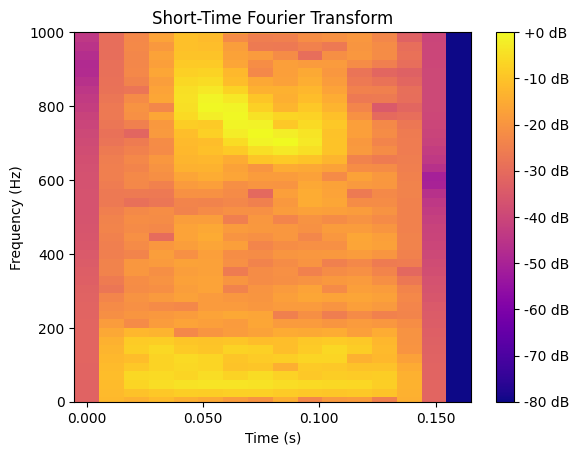 Short-Time Fourier Transform
Frequency (Hz)
1000
800
600
400
200
0
0.000
0.050
0.100
0.150
Time (s)
+0 dB
-10 dB
-20 dB
-30 dB
-40 dB
-50 dB
-60 dB
-70 dB
-80 dB